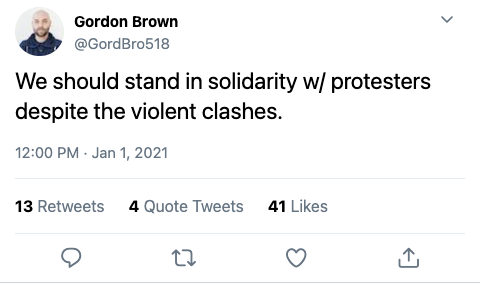 Gordon Brown
@GordBro518
We should stand in solidarity w/ protesters
despite the violent clashes.
12:00 PM · Jan 1, 2021
13 Retweets 4 Quote Tweets 41 Likes